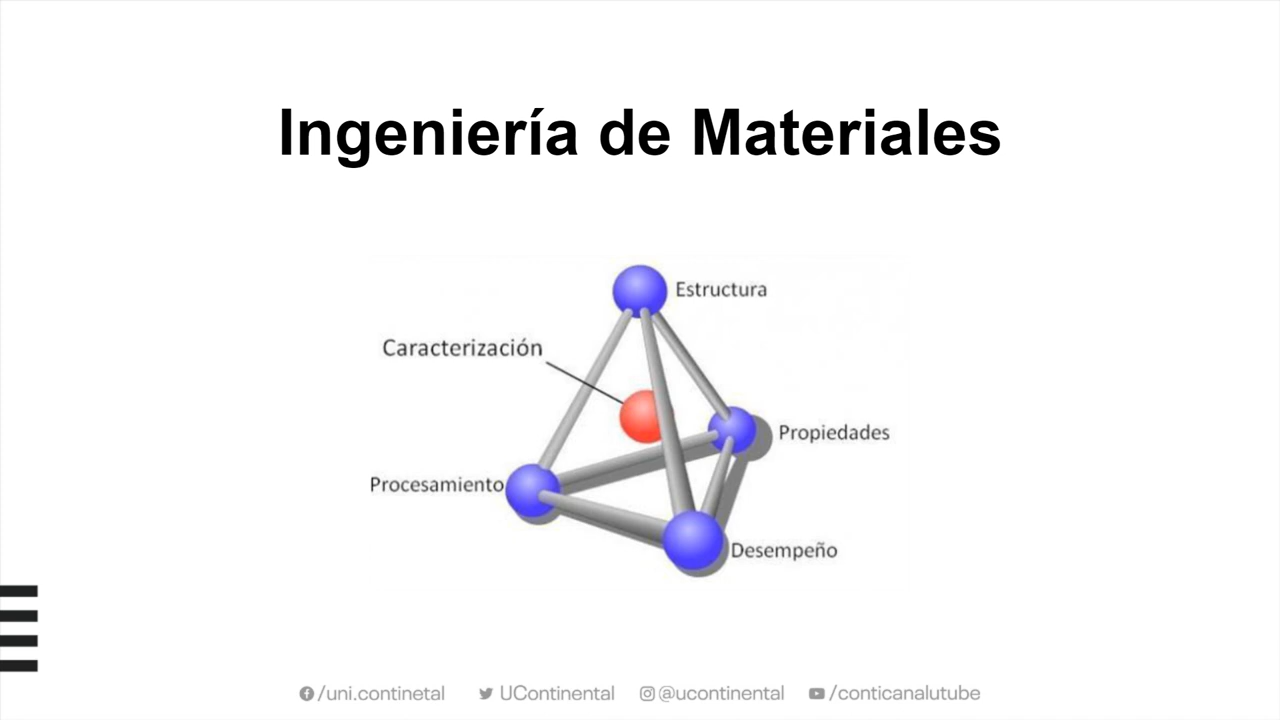 Ingeniería de Materiales
Estructura
Caracterización
Propiedades
Procesamiento
Desempeño
/uni.continetal UContinental @ucontinental /conticanalutube